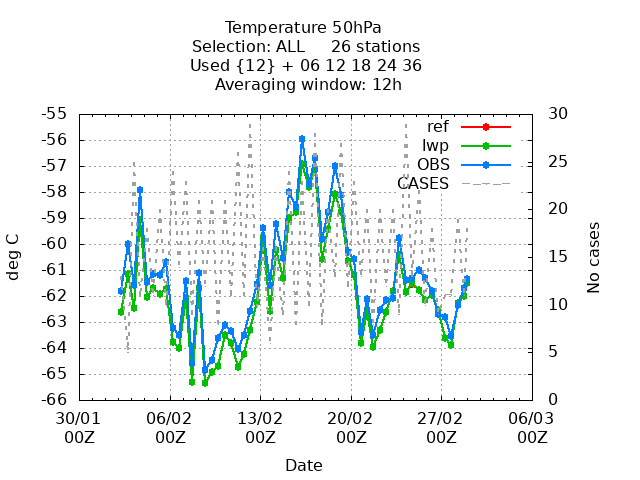 Temperature 50hPa
Selection: ALL     26 stations
Used {12} + 06 12 18 24 36
Averaging window: 12h
ref
lwp
OBS
CASES
deg C
-55
-56
-57
-58
-59
-60
-61
-62
-63
-64
-65
-66
No cases
30
25
20
15
10
5
0
30/01 06/02 13/02 20/02 27/02 06/03
00Z 00Z 00Z 00Z 00Z 00Z
Date